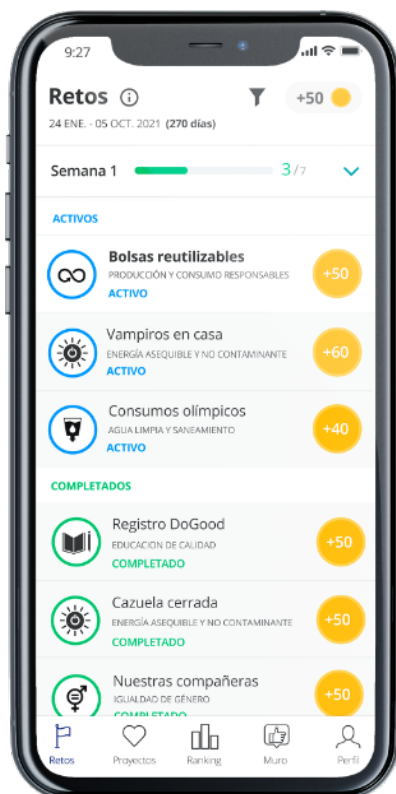 9:27
Retos
+50
24 ENE. - 05 OCT. 2021 (270 días)
Semana 1
3/7
ACTIVOS
Bolsas reutilizables
PRODUCCIÓN Y CONSUMO RESPONSABLES
ACTIVO
+50
Vampiros en casa
ENERGÍA ASEQUIBLE Y NO CONTAMINANTE
ACTIVO
+60
Consumos olímpicos
AGUA LIMPIA Y SANEAMIENTO
ACTIVO
+40
COMPLETADOS
Registro DoGood
EDUCACION DE CALIDAD
COMPLETADO
+50
Cazuela cerrada
ENERGÍA ASEQUIBLE Y NO CONTAMINANTE
COMPLETADO
+50
Nuestras compañeras
IGUALDAD DE GÉNERO
COMPLETADO
+50
Retos
Proyectos
Ranking
Muro
Perfil